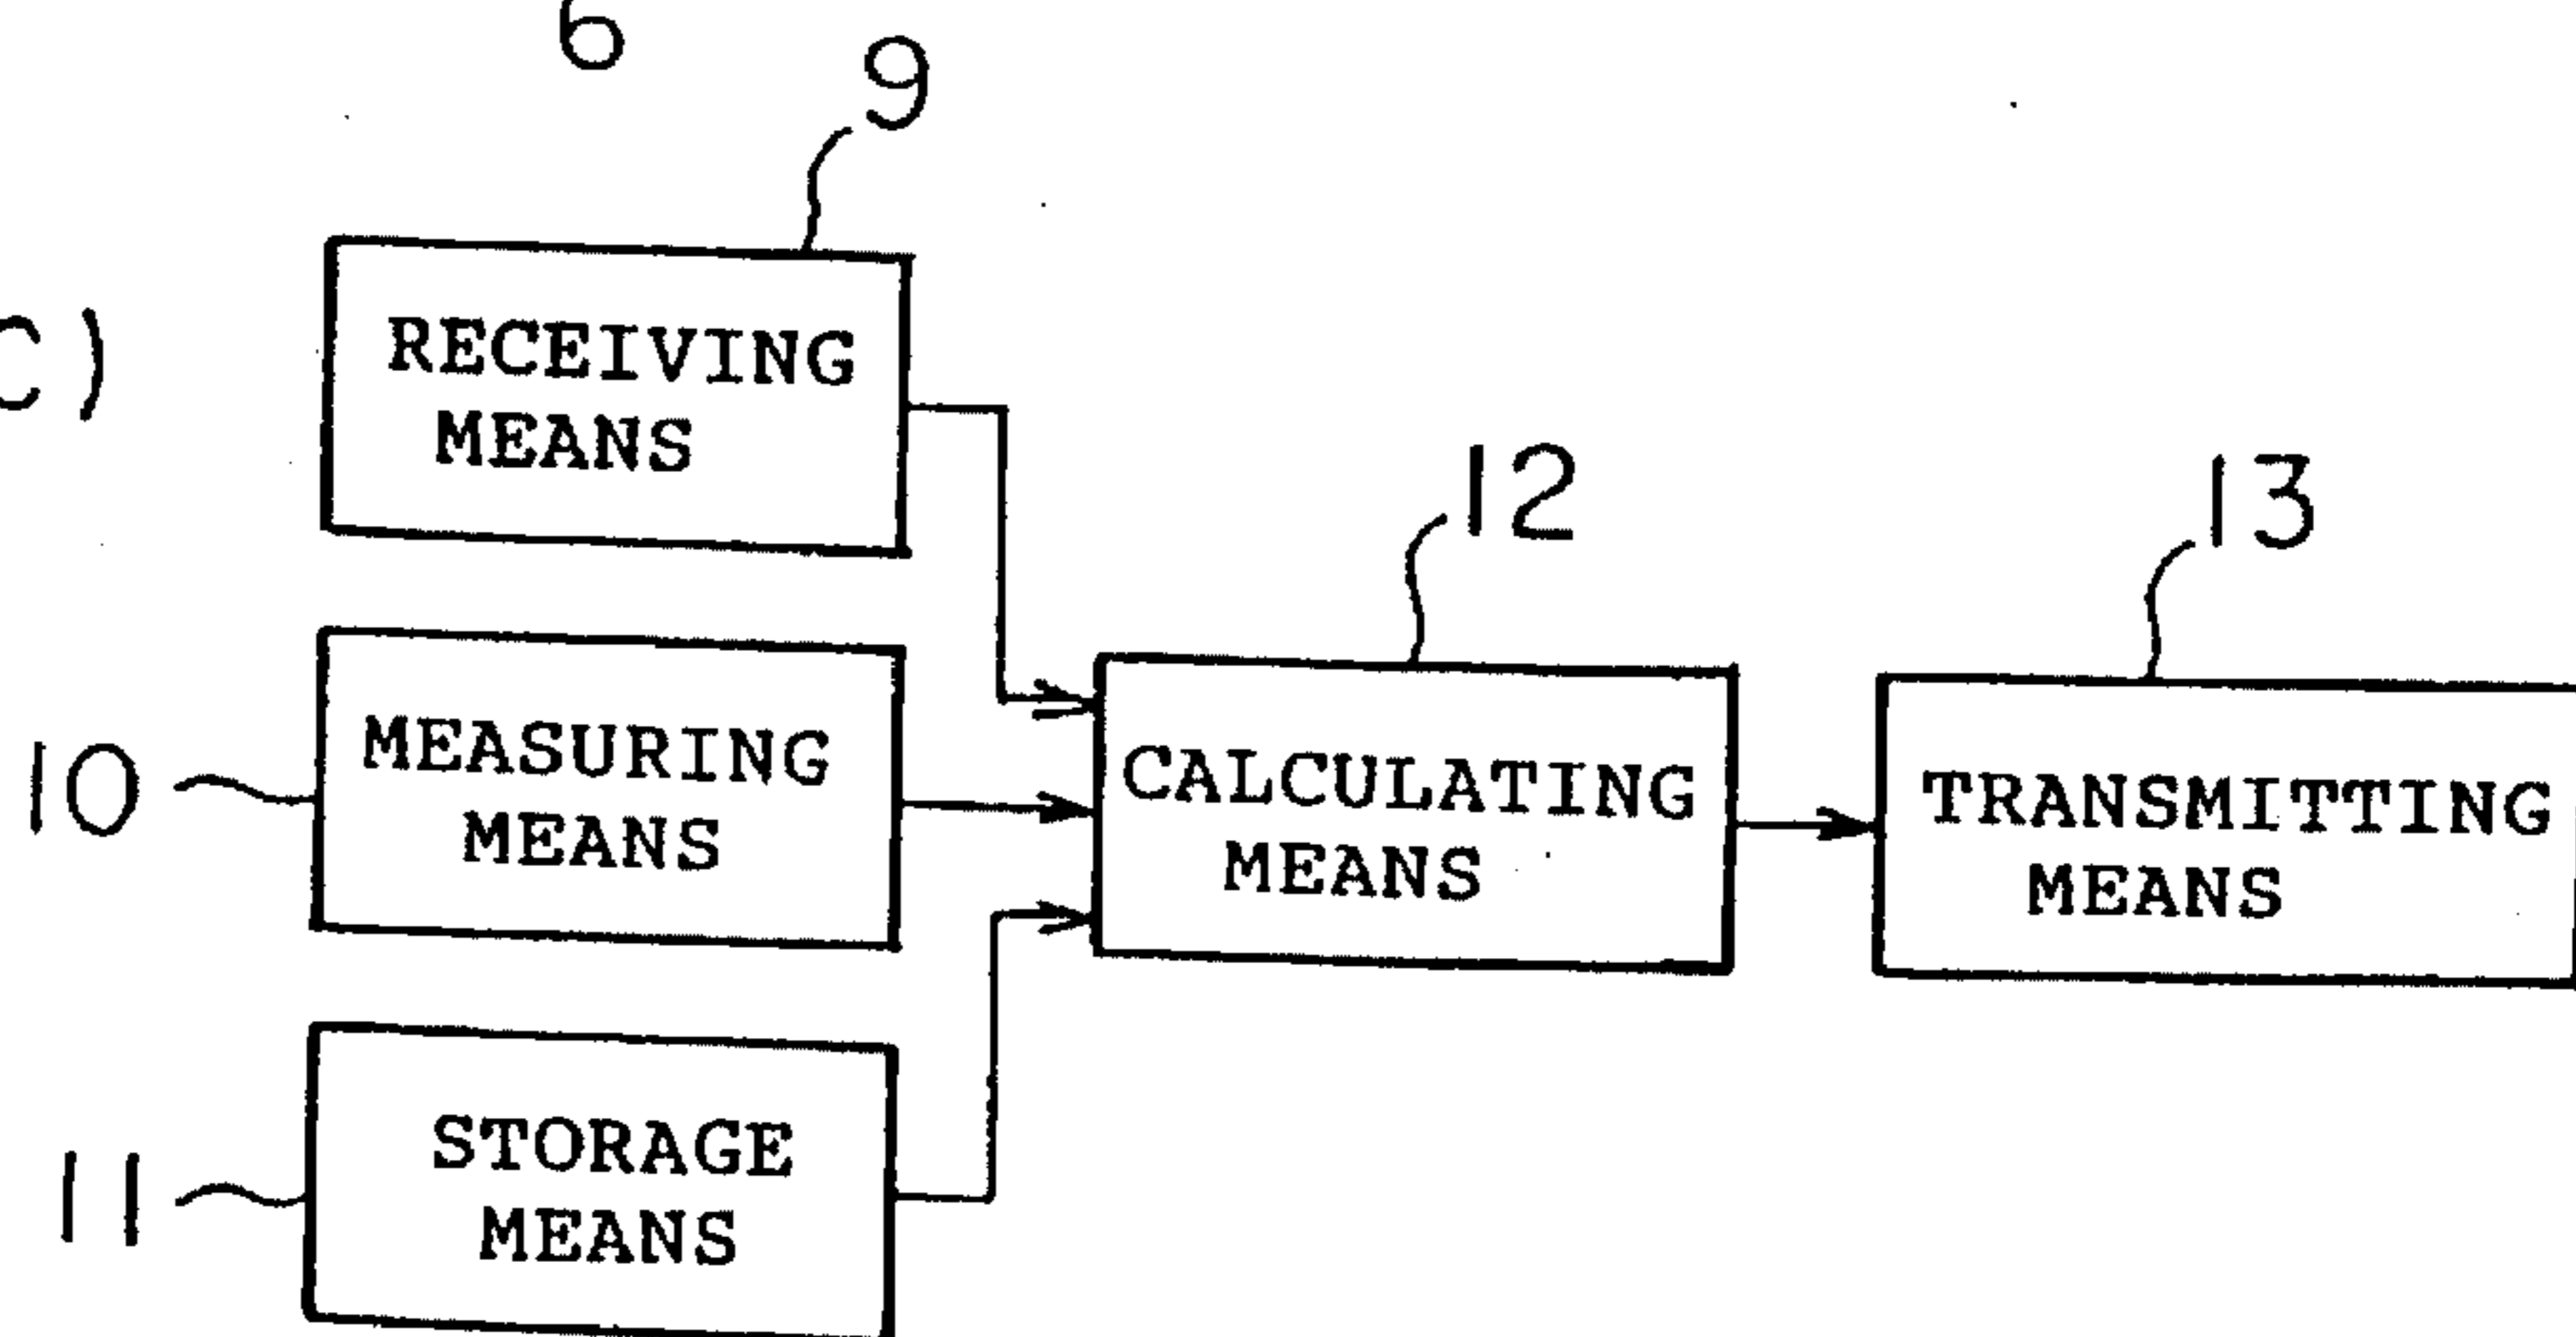 6
9
C)
RECEIVING
MEANS
12
13
10
MEASURING
MEANS
CALCULATING
MEANS
TRANSMITTING
MEANS
11
STORAGE
MEANS